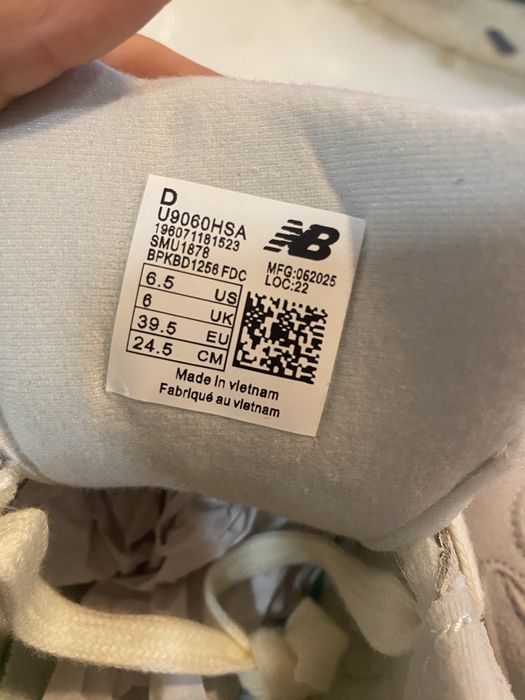 D
U9060HSA
196071181523
SMU1878
BPKBD1256 FDC
NB
MFG:062025
LOC:22
6.5 US
6 UK
39.5 EU
24.5 CM
Made in vietnam
Fabriqué au vietnam